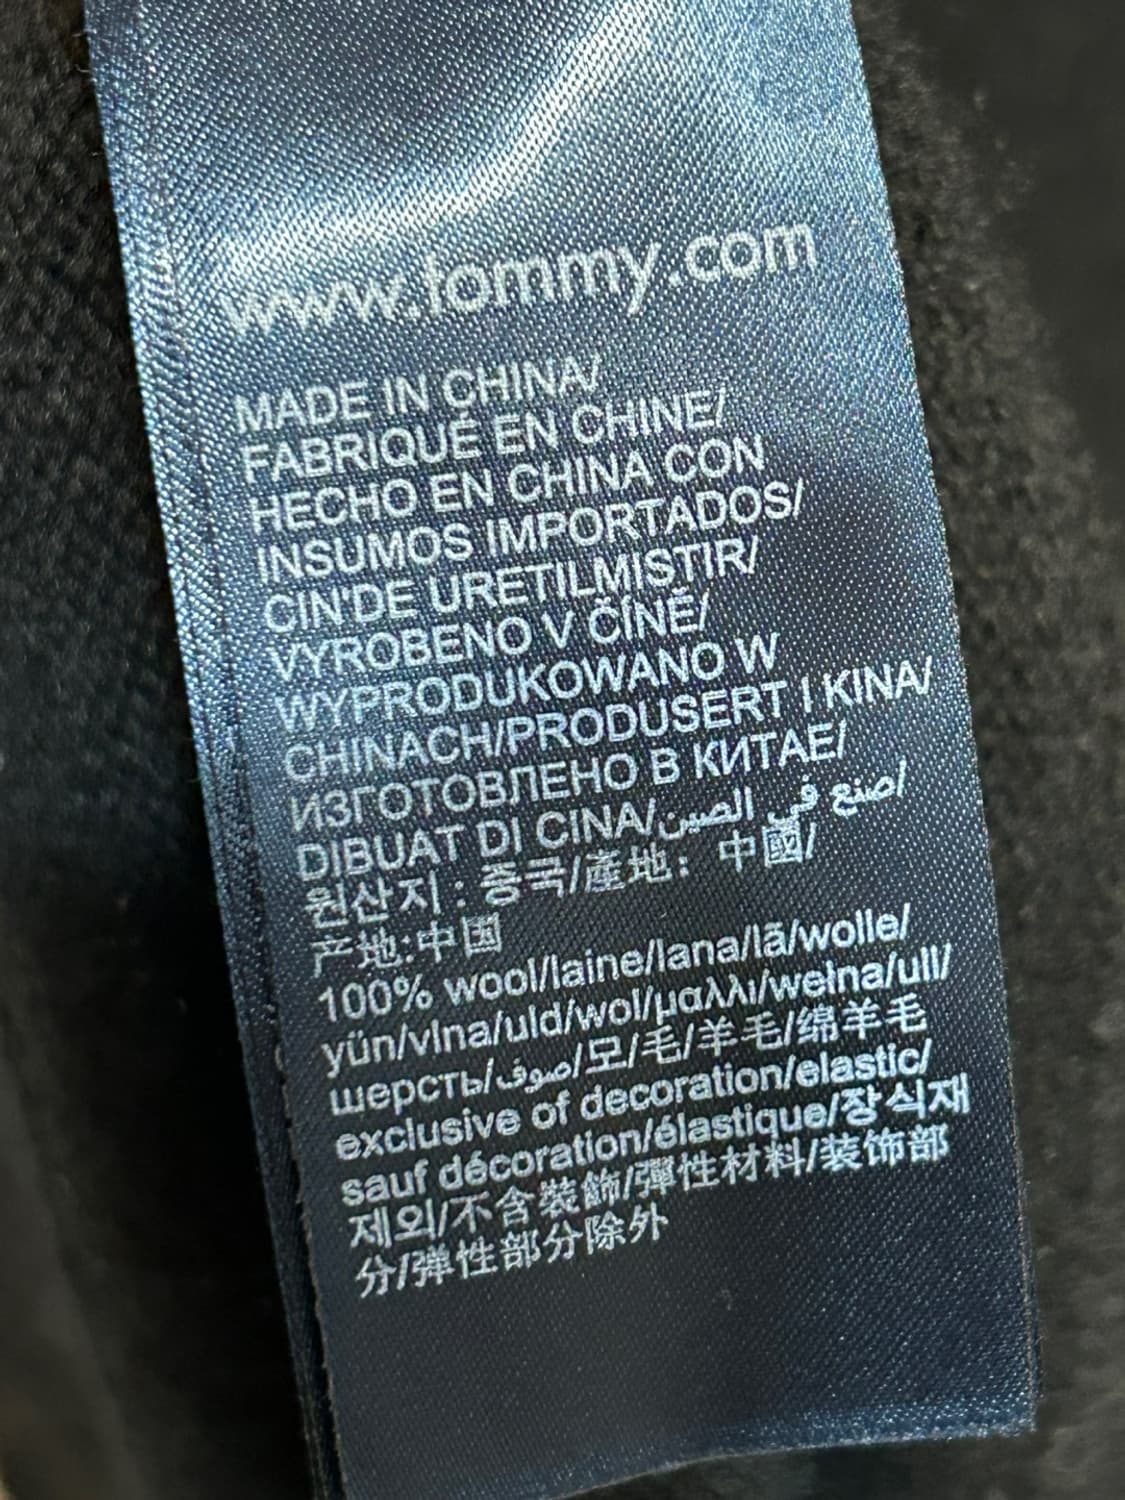 www.tommy.com
MADE IN CHINA/
FABRIQUÉ EN CHINE/
HECHO EN CHINA CON
INSUMOS IMPORTADOS/
CIN'DE URETILMISTIR/
VYROBENO V ČÍNĚ/
WYPRODUKOWANO W
CHINACH/PRODUSERT I KINA/
ИЗГОТОВЛЕНО В КИТАЕ/
DIBUAT DI CINA/صنع في الصين/
원산지: 중국/產地: 中國/
产地:中国
100% wool/laine/lana/lã/wolle/
yün/vlna/uld/wol/μαλλι/wełna/ull/
шерсть/صوف/모/毛/羊毛/绵羊毛
exclusive of decoration/elastic/
sauf décoration/élastique/장식재
제외/不含裝飾/彈性材料/装饰部
分/弹性部分除外